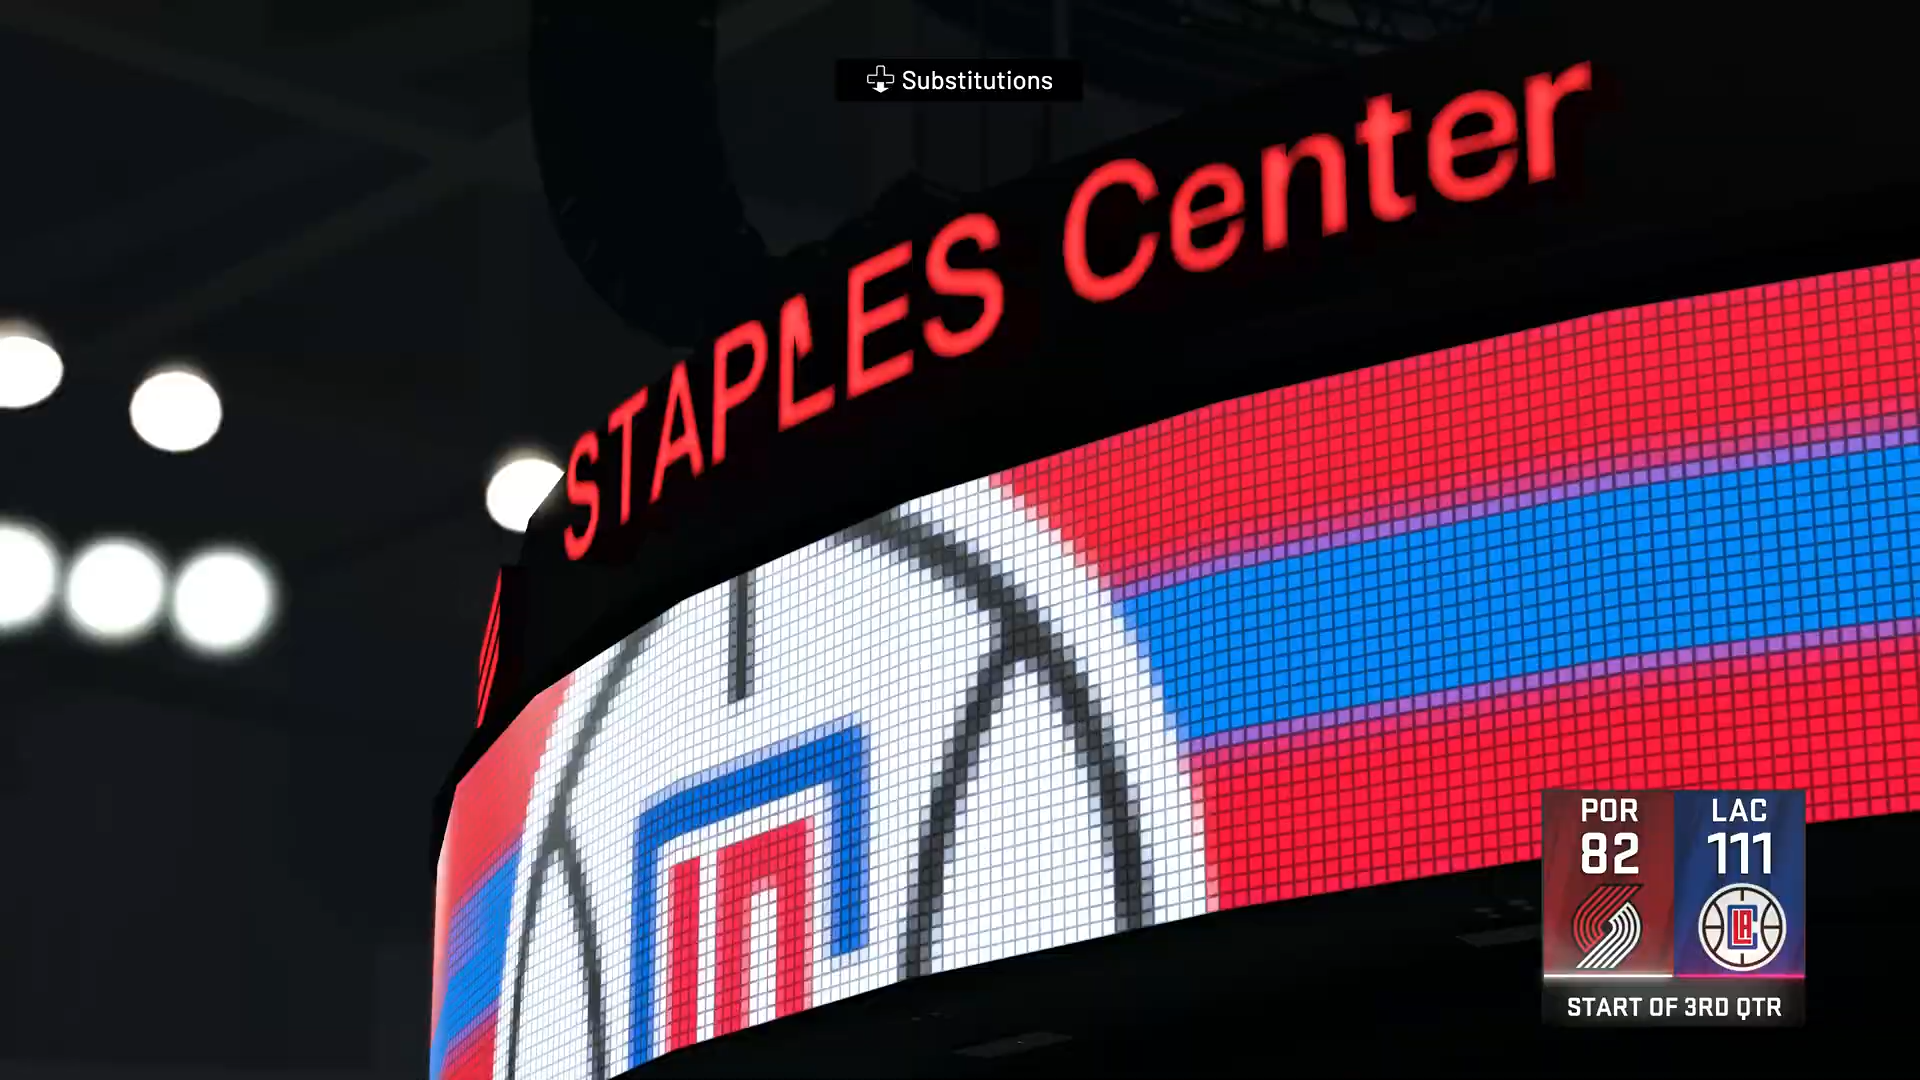 Substitutions
STAPLES Center
POR LAC
82 111
START OF 3RD QTR